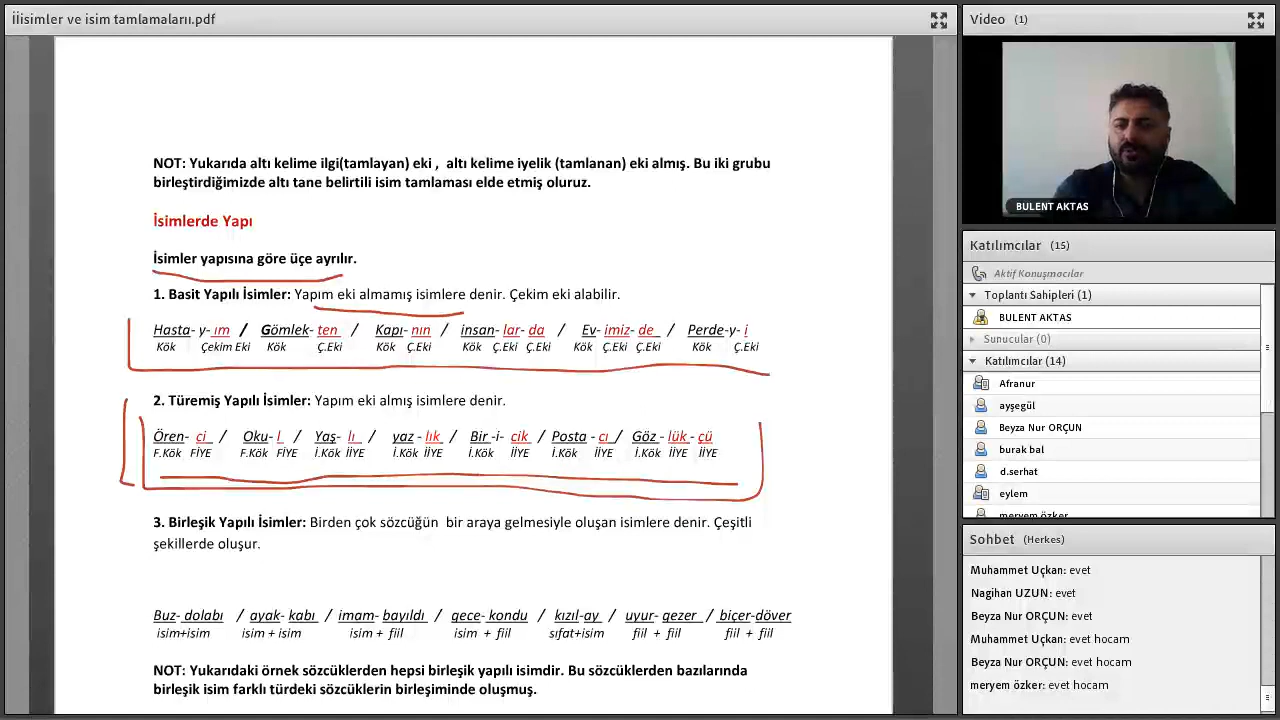 İisimler ve isim tamlamalarıı.pdf
NOT: Yukarıda altı kelime ilgi(tamlayan) eki , altı kelime iyelik (tamlanan) eki almış. Bu iki grubu
birleştirdiğimizde altı tane belirtili isim tamlaması elde etmiş oluruz.
İsimlerde Yapı
İsimler yapısına göre üçe ayrılır.
1. Basit Yapılı İsimler: Yapım eki almamış isimlere denir. Çekim eki alabilir.
Hasta- y- ım / Gömlek- ten / Kapı- nın / insan- lar- da / Ev- imiz- de / Perde-y- i
Kök Çekim Eki Kök Ç.Eki Kök Ç.Eki Kök Ç.Eki Ç.Eki Kök Ç.Eki Ç.Eki Kök Ç.Eki
2. Türemiş Yapılı İsimler: Yapım eki almış isimlere denir.
Ören- ci / Oku- l / Yaş- lı / yaz - lık / Bir -i- cik / Posta - cı / Göz - lük - çü
F.Kök FİYE F.Kök FİYE İ.Kök İİYE İ.Kök İİYE İ.Kök İİYE İ.Kök İİYE İ.Kök İİYE İİYE
3. Birleşik Yapılı İsimler: Birden çok sözcüğün bir araya gelmesiyle oluşan isimlere denir. Çeşitli
şekillerde oluşur.
Buz- dolabı / ayak- kabı / imam- bayıldı / gece- kondu / kızıl-ay / uyur- gezer / biçer-döver
isim+isim isim + isim isim + fiil isim + fiil sıfat+isim fiil + fiil fiil + fiil
NOT: Yukarıdaki örnek sözcüklerden hepsi birleşik yapılı isimdir. Bu sözcüklerden bazılarında
birleşik isim farklı türdeki sözcüklerin birleşiminde oluşmuş.
Video (1)
BULENT AKTAS
Katılımcılar (15)
Aktif Konuşmacılar
Toplantı Sahipleri (1)
BULENT AKTAS
Sunucular (0)
Katılımcılar (14)
Afranur
ayşegül
Beyza Nur ORÇUN
burak bal
d.serhat
eylem
meryem özker
Sohbet (Herkes)
Muhammet Uçkan: evet
Nagihan UZUN: evet
Beyza Nur ORÇUN: evet
Muhammet Uçkan: evet hocam
Beyza Nur ORÇUN: evet hocam
meryem özker: evet hocam